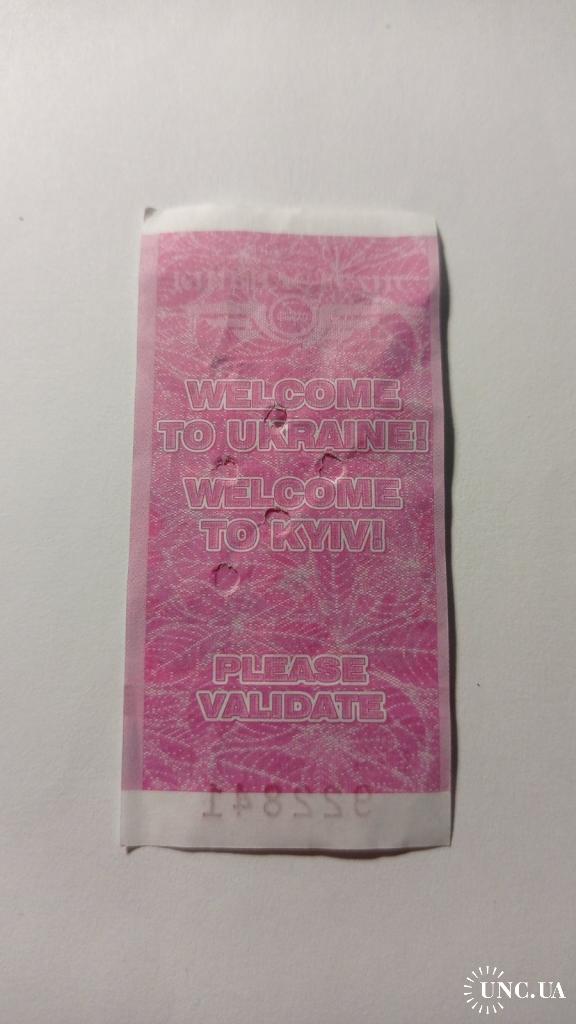 WELCOME
TO UKRAINE!
WELCOME
TO KYIV!
PLEASE
VALIDATE
922841
UNC.UA